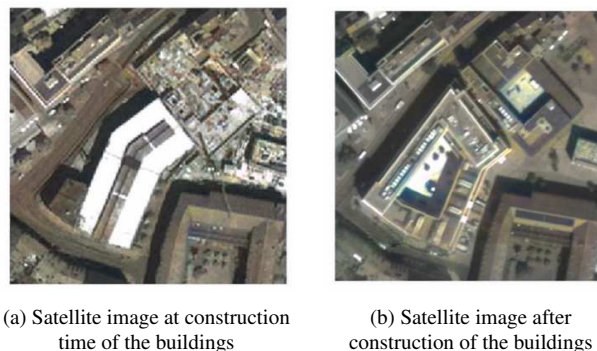 (a) Satellite image at construction
time of the buildings
(b) Satellite image after
construction of the buildings